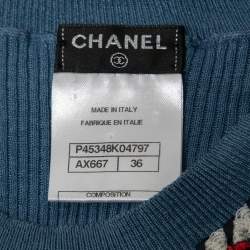 CHANEL
MADE IN ITALY
FABRIQUE EN ITALIE
P45348K04797
AX667 36
COMPOSITION